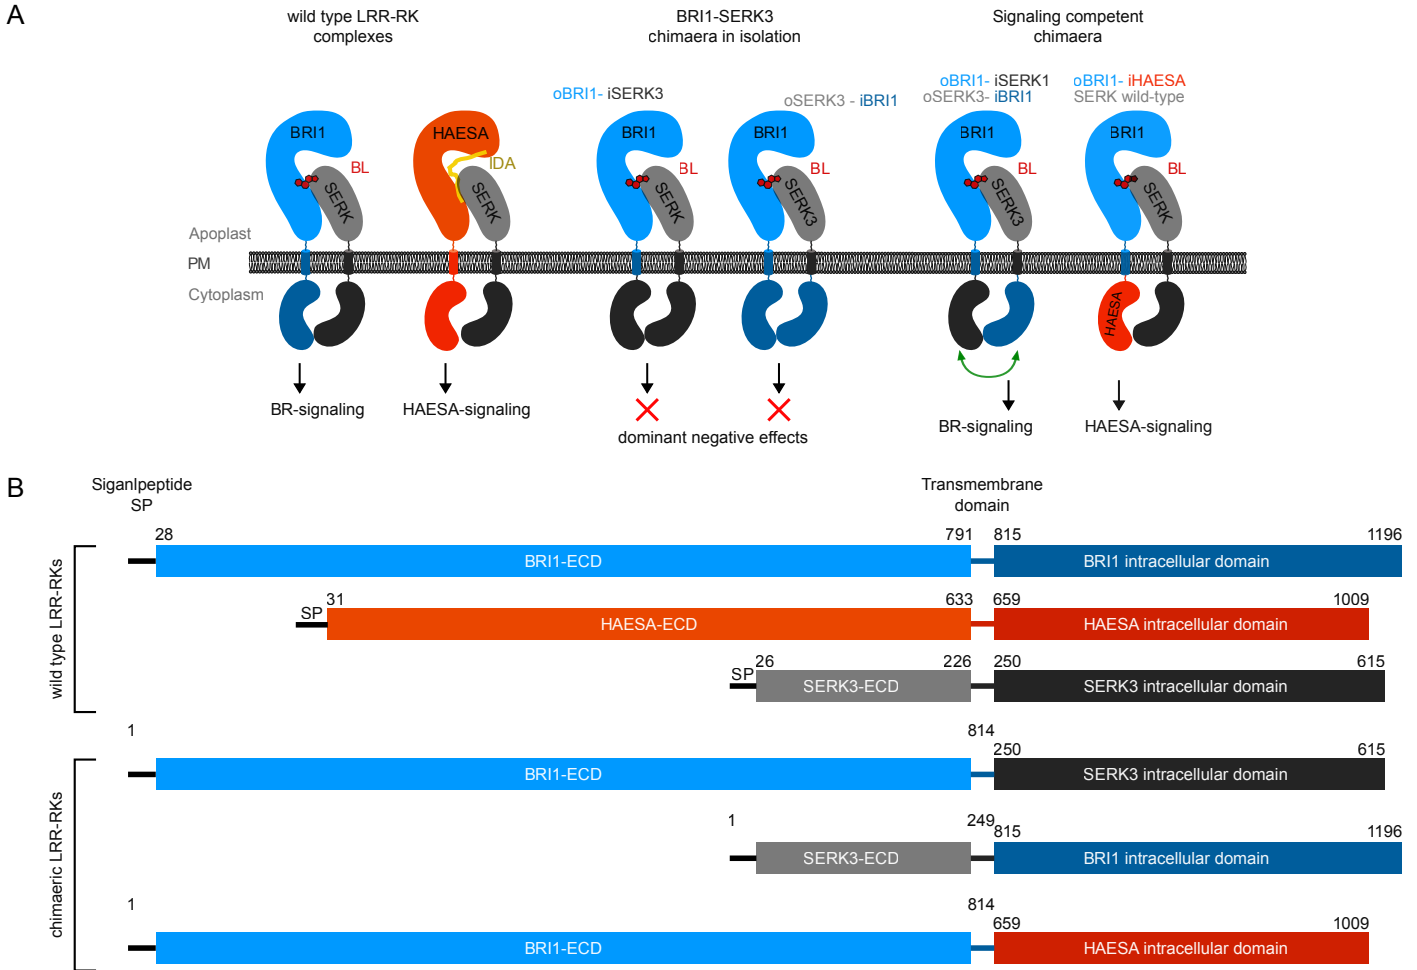 A
wild type LRR-RK
complexes
BRI1-SERK3
chimaera in isolation
Signaling competent
chimaera
oBRI1- iSERK3
oSERK3 - iBRI1
oBRI1- iSERK1
oSERK3- iBRI1
oBRI1- iHAESA
SERK wild-type
BRI1
HAESA
BRI1
BRI1
BRI1
BRI1
BL
IDA
BL
BL
BL
BL
SERK
SERK
SERK
SERK3
SERK3
SERK
Apoplast
PM
Cytoplasm
HAESA
BR-signaling
HAESA-signaling
dominant negative effects
BR-signaling
HAESA-signaling
B
Siganlpeptide
SP
Transmembrane
domain
wild type LRR-RKs
28
791
815
1196
BRI1-ECD
BRI1 intracellular domain
SP
31
633
659
1009
HAESA-ECD
HAESA intracellular domain
SP
26
226
250
615
SERK3-ECD
SERK3 intracellular domain
chimaeric LRR-RKs
1
814
250
615
BRI1-ECD
SERK3 intracellular domain
1
249
815
1196
SERK3-ECD
BRI1 intracellular domain
1
814
659
1009
BRI1-ECD
HAESA intracellular domain